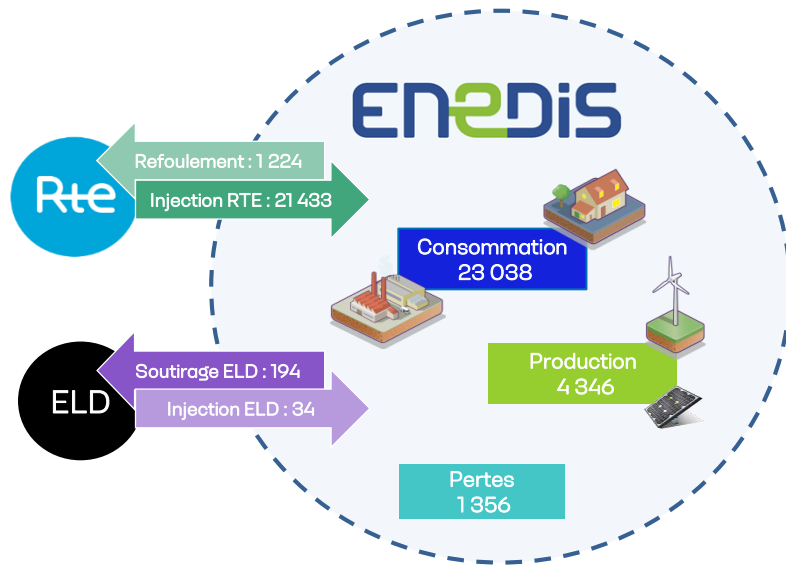 ENEDIS
Rte
Refoulement : 1 224
Injection RTE : 21 433
Consommation
23 038
ELD
Soutirage ELD : 194
Injection ELD : 34
Production
4 346
Pertes
1 356